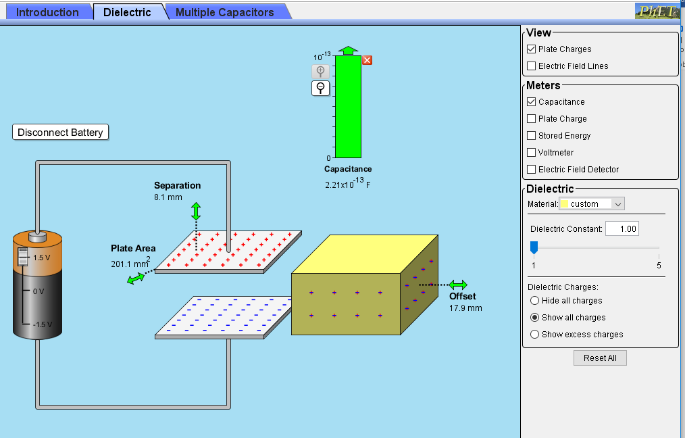 Introduction
Dielectric
Multiple Capacitors
PhET
Disconnect Battery
10-13
0
Capacitance
2.21x10-13 F
Separation
8.1 mm
Plate Area
201.1 mm2
1.5 V
0 V
-1.5 V
Offset
17.9 mm
View
Plate Charges
Electric Field Lines
Meters
Capacitance
Plate Charge
Stored Energy
Voltmeter
Electric Field Detector
Dielectric
Material: custom
Dielectric Constant: 1.00
1 5
Dielectric Charges:
Hide all charges
Show all charges
Show excess charges
Reset All